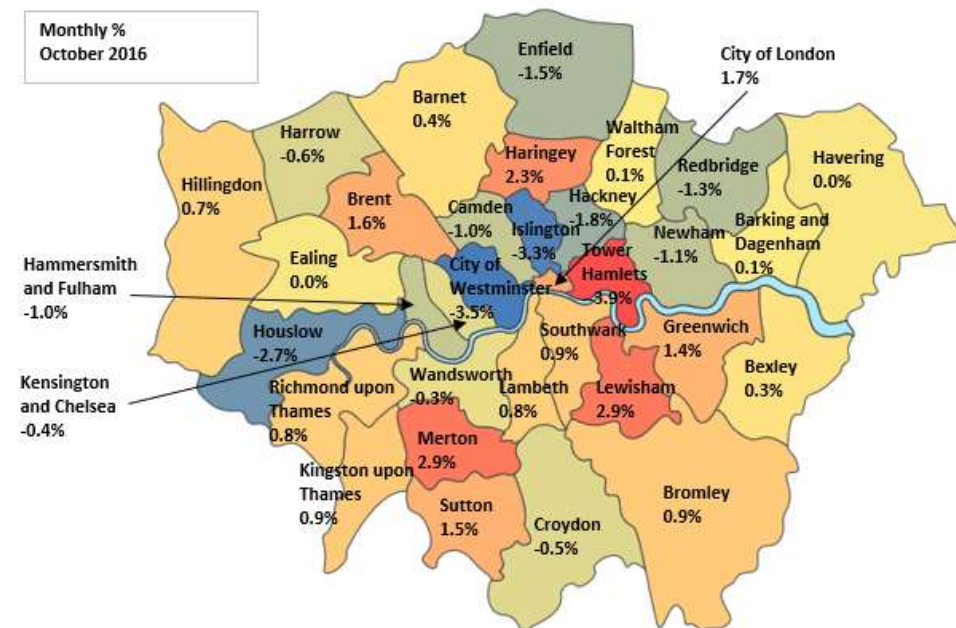 Monthly %
October 2016
Enfield
-1.5%
City of London
1.7%
Barnet
0.4%
Harrow
-0.6%
Waltham
Forest
0.1%
Haringey
2.3%
Redbridge
-1.3%
Havering
0.0%
Hillingdon
0.7%
Brent
1.6%
Hackney
-1.8%
Camden
-1.0%
Islington
-3.3%
Newham
-1.1%
Barking and
Dagenham
0.1%
Ealing
0.0%
City of
Westminster
-3.5%
Tower
Hamlets
-3.9%
Hammersmith
and Fulham
-1.0%
Houslow
-2.7%
Southwark
0.9%
Greenwich
1.4%
Bexley
0.3%
Kensington
and Chelsea
-0.4%
Richmond upon
Thames
0.8%
Wandsworth
-0.3%
Lambeth
0.8%
Lewisham
2.9%
Merton
2.9%
Kingston upon
Thames
0.9%
Sutton
1.5%
Croydon
-0.5%
Bromley
0.9%